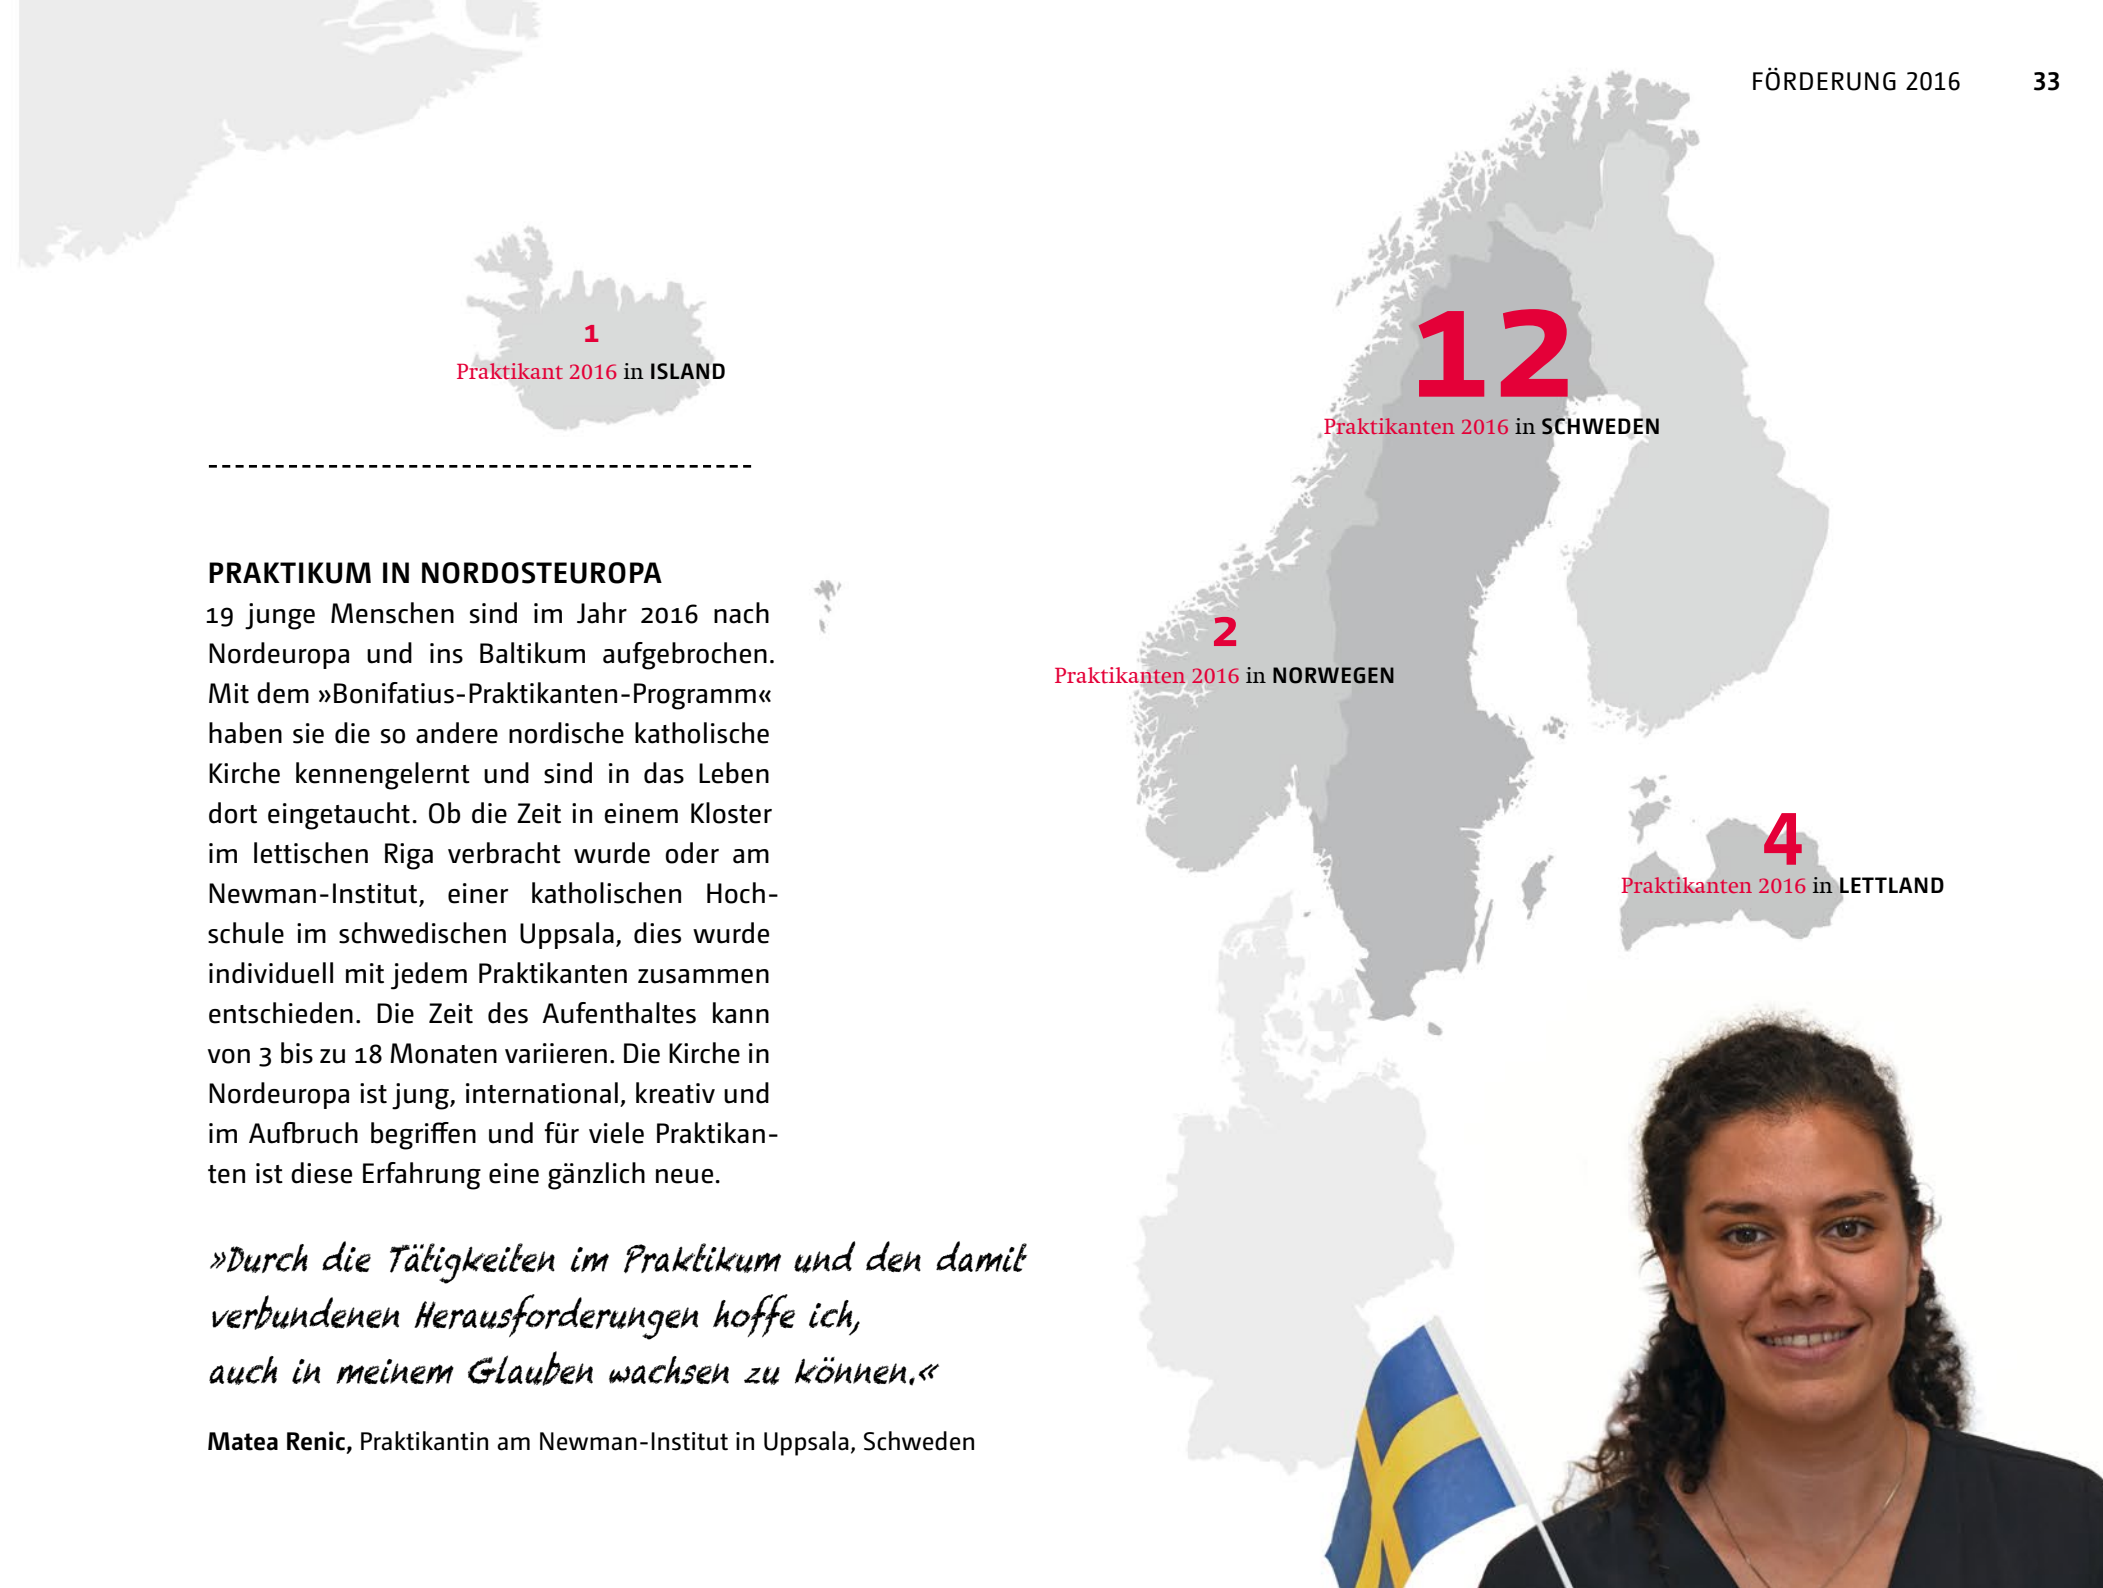 FÖRDERUNG 2016 33
1
Praktikant 2016 in ISLAND
12
Praktikanten 2016 in SCHWEDEN
2
Praktikanten 2016 in NORWEGEN
4
Praktikanten 2016 in LETTLAND
PRAKTIKUM IN NORDOSTEUROPA
19 junge Menschen sind im Jahr 2016 nach
Nordeuropa und ins Baltikum aufgebrochen.
Mit dem »Bonifatius-Praktikanten-Programm«
haben sie die so andere nordische katholische
Kirche kennengelernt und sind in das Leben
dort eingetaucht. Ob die Zeit in einem Kloster
im lettischen Riga verbracht wurde oder am
Newman-Institut, einer katholischen Hoch-
schule im schwedischen Uppsala, dies wurde
individuell mit jedem Praktikanten zusammen
entschieden. Die Zeit des Aufenthaltes kann
von 3 bis zu 18 Monaten variieren. Die Kirche in
Nordeuropa ist jung, international, kreativ und
im Aufbruch begriffen und für viele Praktikan-
ten ist diese Erfahrung eine gänzlich neue.
»Durch die Tätigkeiten im Praktikum und den damit
verbundenen Herausforderungen hoffe ich,
auch in meinem Glauben wachsen zu können.«
Matea Renic, Praktikantin am Newman-Institut in Uppsala, Schweden